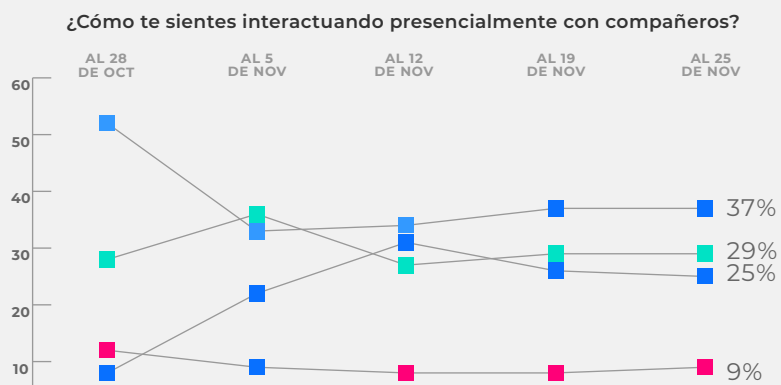 ¿Cómo te sientes interactuando presencialmente con compañeros?
AL 28
DE OCT
AL 5
DE NOV
AL 12
DE NOV
AL 19
DE NOV
AL 25
DE NOV
60
50
40
30
20
10
37%
29%
25%
9%